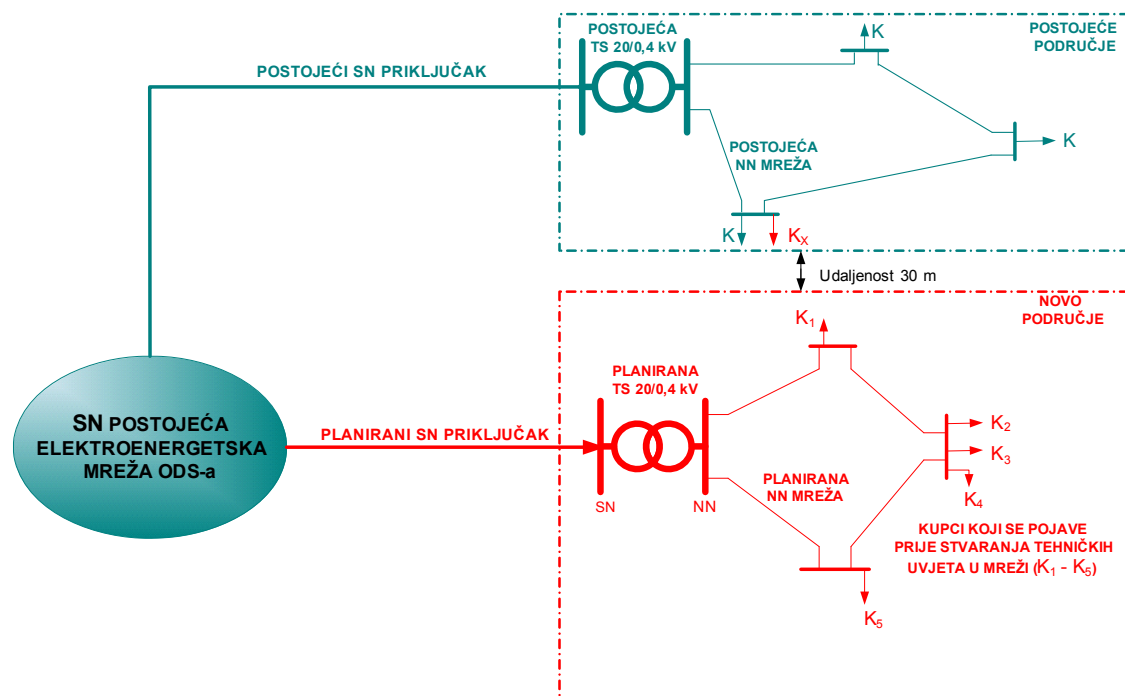 POSTOJEĆA
TS 20/0,4 kV
POSTOJEĆE
PODRUČJE
POSTOJEĆI SN PRIKLJUČAK
K
K
POSTOJEĆA
NN MREŽA
K
Kₓ
Udaljenost 30 m
NOVO
PODRUČJE
K₁
PLANIRANA
TS 20/0,4 kV
SN POSTOJEĆA
ELEKTROENERGETSKA
MREŽA ODS-a
PLANIRANI SN PRIKLJUČAK
K₂
K₃
K₄
PLANIRANA
NN MREŽA
SN
NN
KUPCI KOJI SE POJAVE
PRIJE STVARANJA TEHNIČKIH
UVJETA U MREŽI (K₁ - K₅)
K₅